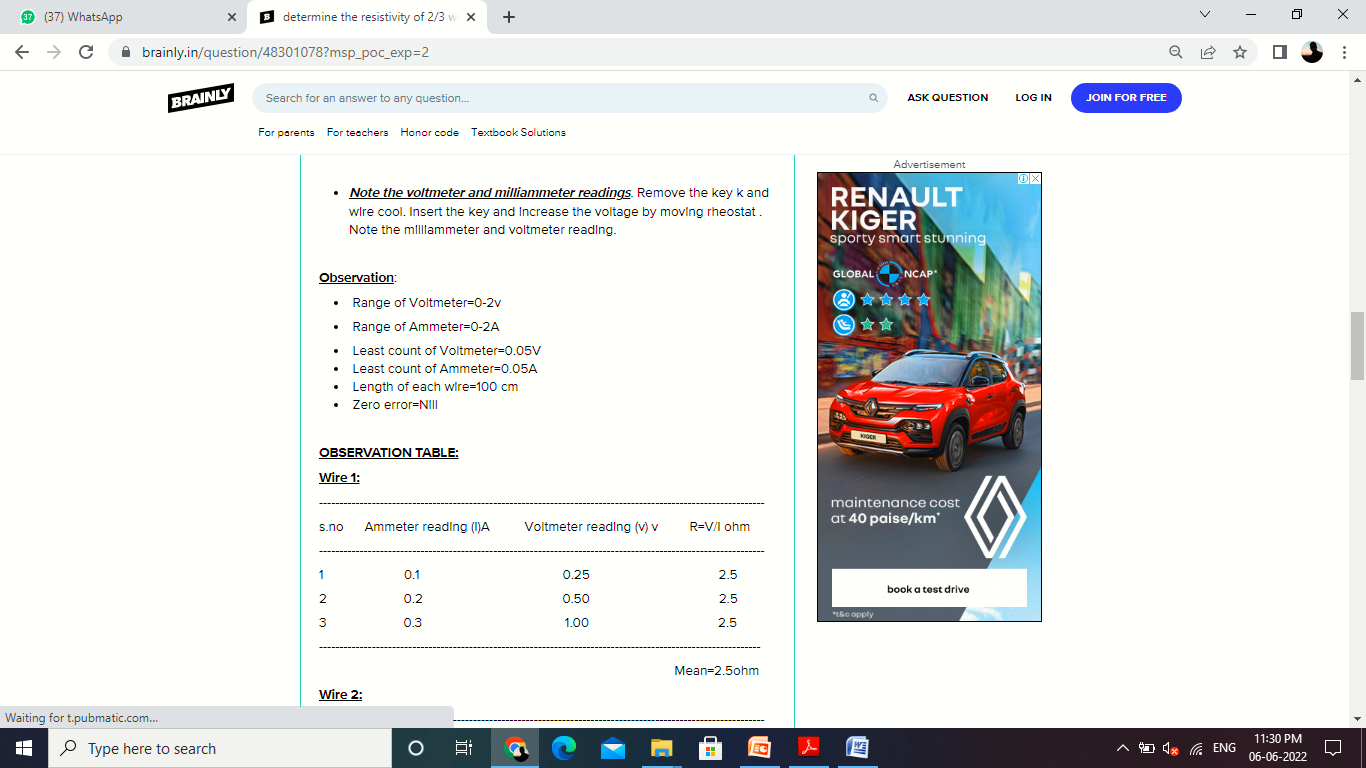 (37) WhatsApp
determine the resistivity of 2/3 w
brainly.in/question/48301078?msp_poc_exp=2
BRAINLY
Search for an answer to any question...
ASK QUESTION
LOG IN
JOIN FOR FREE
For parents For teachers Honor code Textbook Solutions
• Note the voltmeter and milliammeter readings. Remove the key k and
wire cool. Insert the key and increase the voltage by moving rheostat .
Note the milliammeter and voltmeter reading.
Observation:
• Range of Voltmeter=0-2v
• Range of Ammeter=0-2A
• Least count of Voltmeter=0.05V
• Least count of Ammeter=0.05A
• Length of each wire=100 cm
• Zero error=Nill
OBSERVATION TABLE:
Wire 1:
s.no Ammeter reading (I)A Voltmeter reading (v) v R=V/I ohm
1 0.1 0.25 2.5
2 0.2 0.50 2.5
3 0.3 1.00 2.5
Mean=2.5ohm
Wire 2:
Advertisement
RENAULT
KIGER
sporty smart stunning
GLOBAL NCAP*
KIGER
maintenance cost
at 40 paise/km*
book a test drive
*t&c apply
Waiting for t.pubmatic.com...
Type here to search
ENG
11:30 PM
06-06-2022